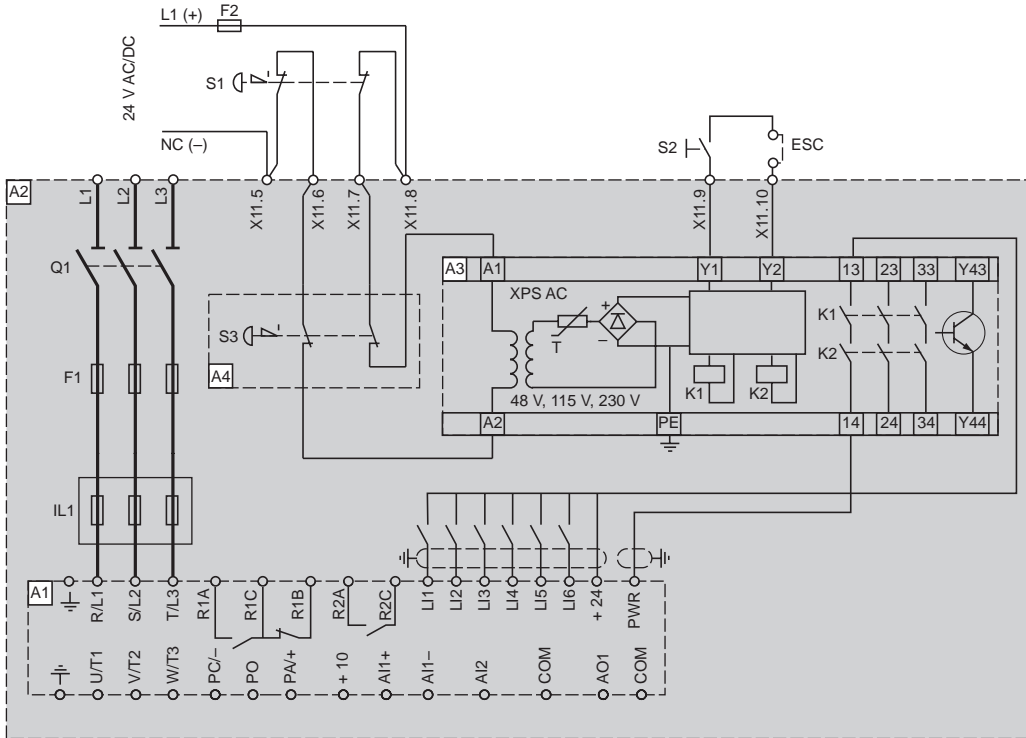 L1 (+)
F2
24 V AC/DC
S1
NC (–)
S2
ESC
A2
L1
L2
L3
X11.5
X11.6
X11.7
X11.8
X11.9
X11.10
Q1
A3
A1
Y1
Y2
13
23
33
Y43
XPS AC
+
–
T
K1
K2
S3
A4
F1
K1
K2
48 V, 115 V, 230 V
A2
PE
14
24
34
Y44
IL1
A1
R/L1
S/L2
T/L3
R1A
R1C
R1B
R2A
R2C
LI1
LI2
LI3
LI4
LI5
LI6
+ 24
PWR
U/T1
V/T2
W/T3
PC/–
PO
PA/+
+ 10
AI1+
AI1–
AI2
COM
AO1
COM